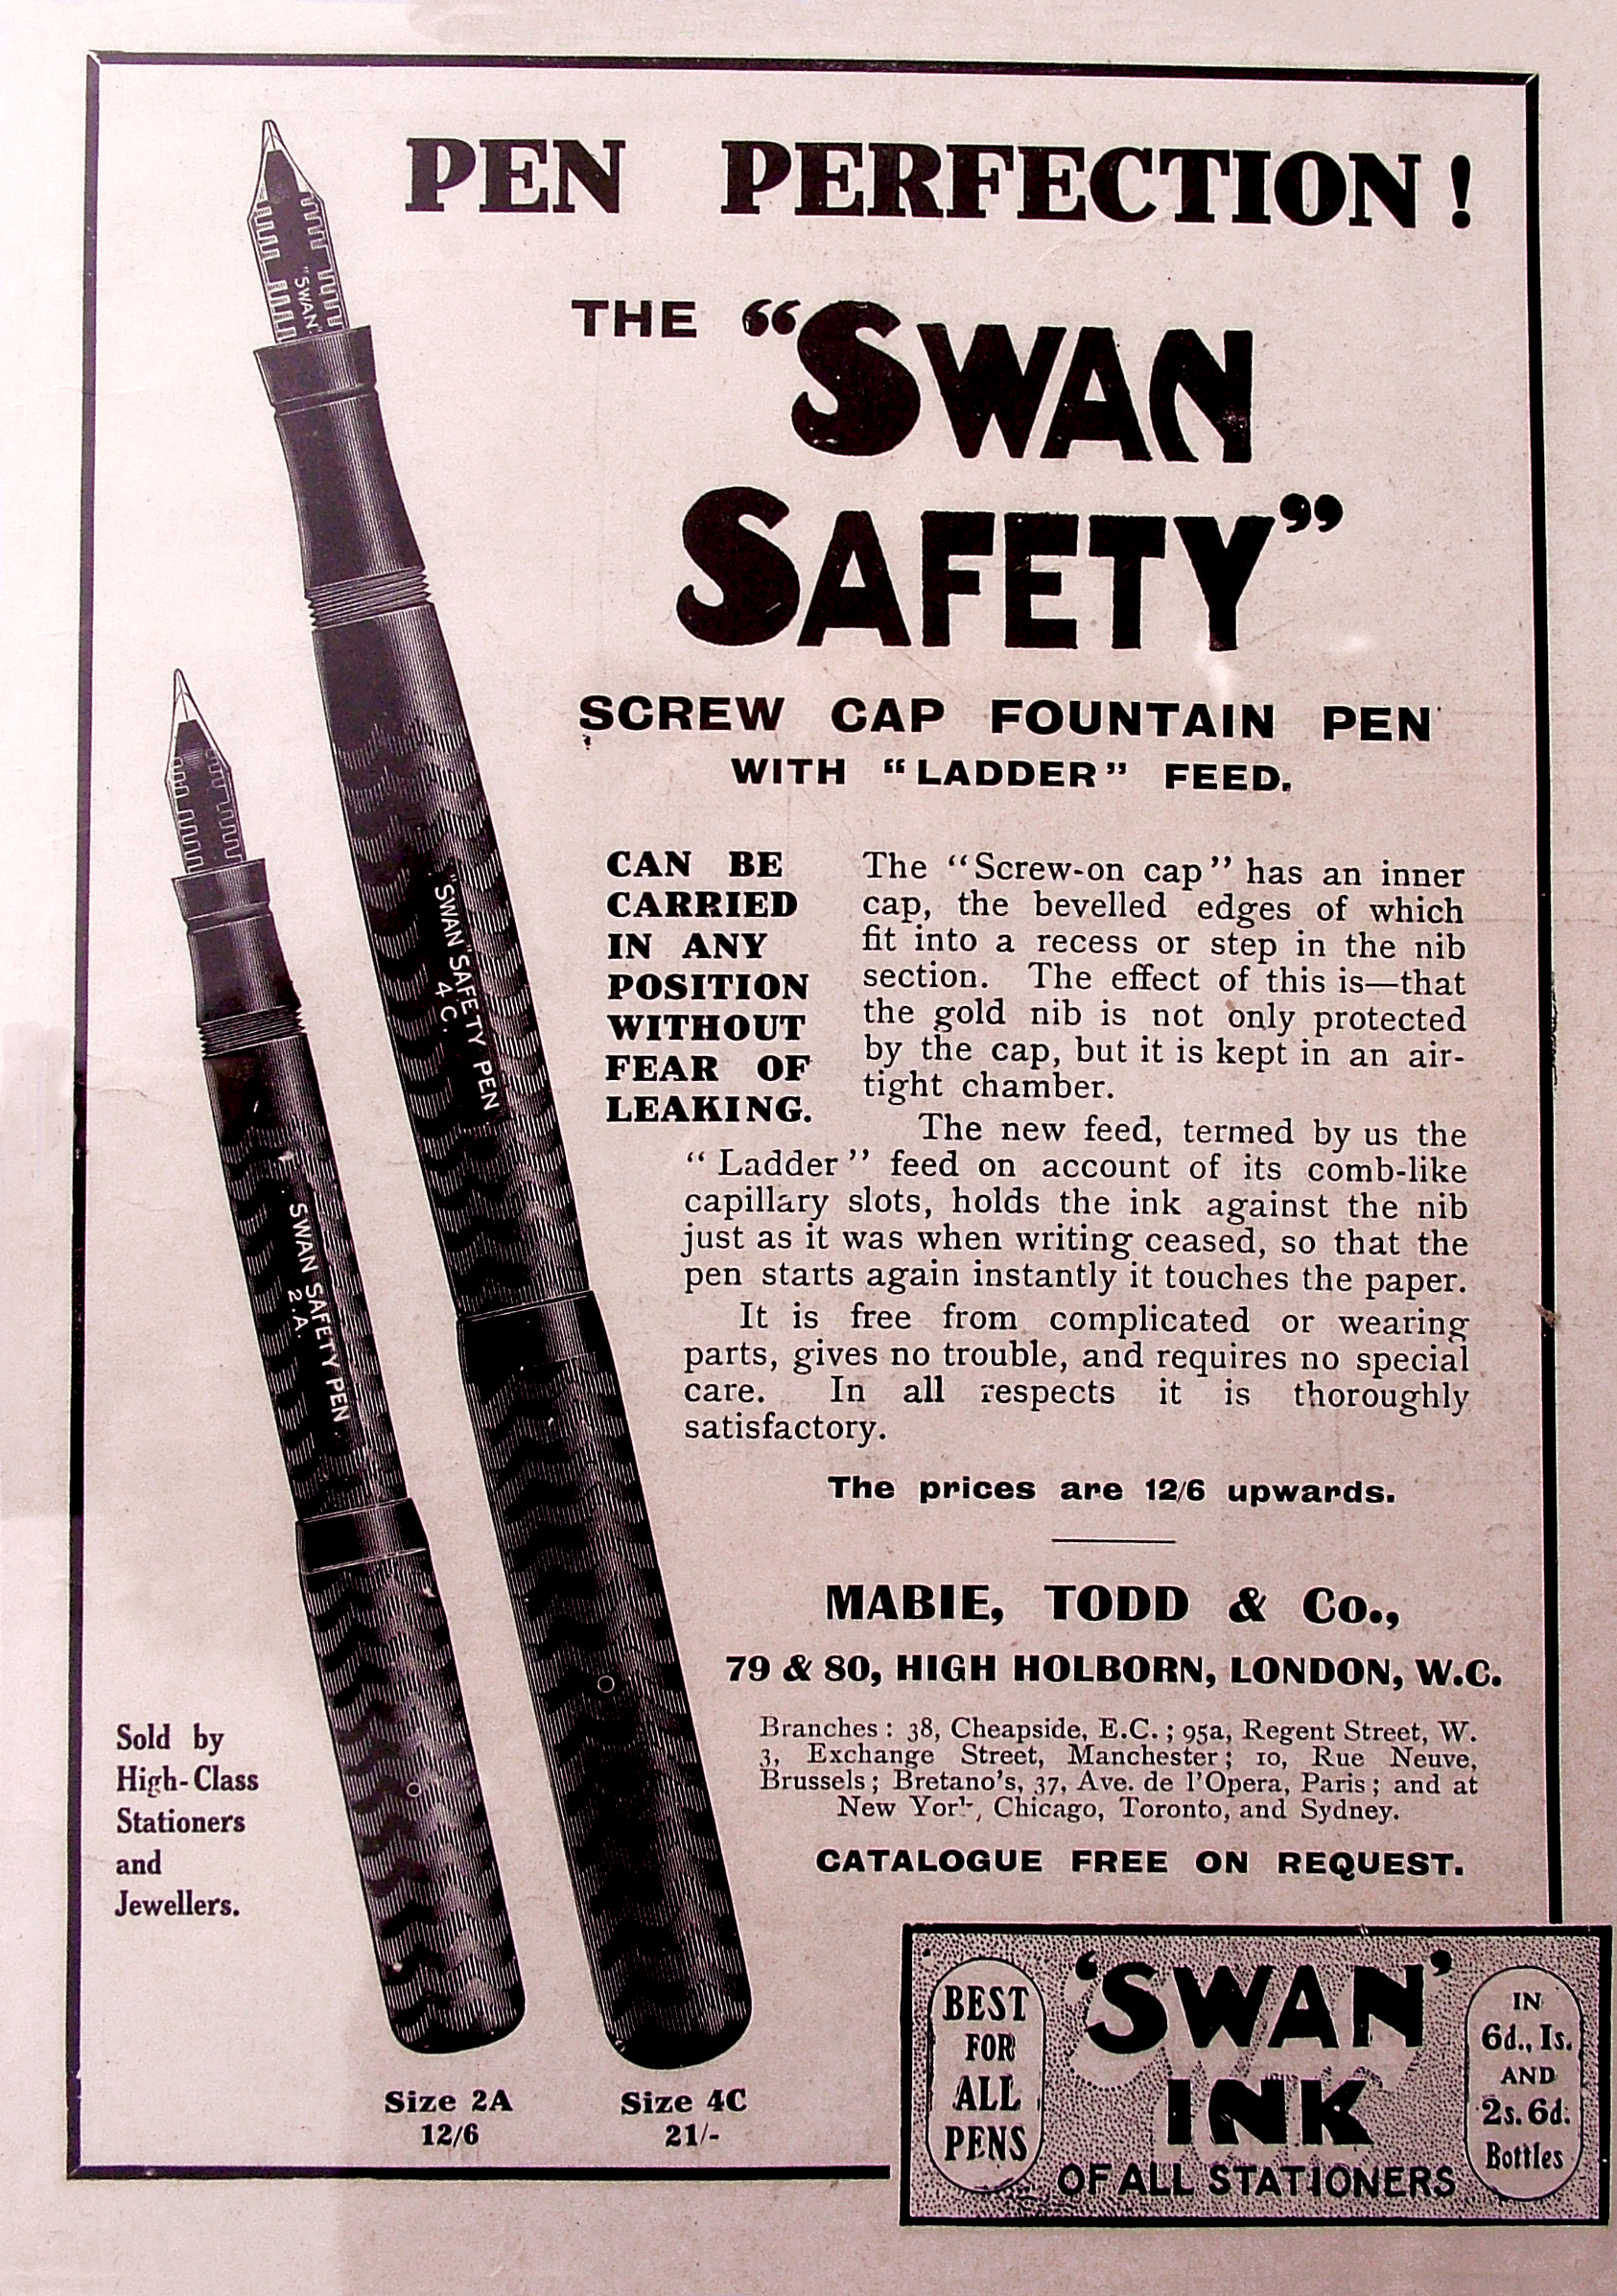 PEN PERFECTION!
THE "SWAN
SAFETY"
SCREW CAP FOUNTAIN PEN
WITH "LADDER" FEED.
CAN BE
CARRIED
IN ANY
POSITION
WITHOUT
FEAR OF
LEAKING.
The "Screw-on cap" has an inner
cap, the bevelled edges of which
fit into a recess or step in the nib
section. The effect of this is—that
the gold nib is not only protected
by the cap, but it is kept in an air-
tight chamber.
The new feed, termed by us the
"Ladder" feed on account of its comb-like
capillary slots, holds the ink against the nib
just as it was when writing ceased, so that the
pen starts again instantly it touches the paper.
It is free from complicated or wearing
parts, gives no trouble, and requires no special
care. In all respects it is thoroughly
satisfactory.
The prices are 12/6 upwards.
MABIE, TODD & Co.,
79 & 80, HIGH HOLBORN, LONDON, W.C.
Branches: 38, Cheapside, E.C.; 95a, Regent Street, W.
3, Exchange Street, Manchester; 10, Rue Neuve,
Brussels; Bretano's, 37, Ave. de l'Opera, Paris; and at
New York, Chicago, Toronto, and Sydney.
CATALOGUE FREE ON REQUEST.
"SWAN"
"SWAN" SAFETY PEN
4 C.
SWAN SAFETY PEN
2.A.
Sold by
High-Class
Stationers
and
Jewellers.
Size 2A
12/6
Size 4C
21/-
BEST
FOR
ALL
PENS
'SWAN'
INK
OF ALL STATIONERS
IN
6d., 1s.
AND
2s. 6d.
Bottles